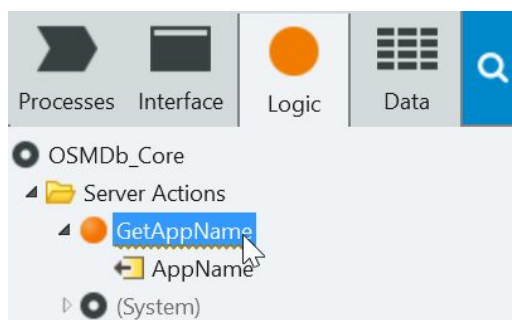 Processes Interface Logic Data
OSMDb_Core
Server Actions
GetAppName
AppName
(System)